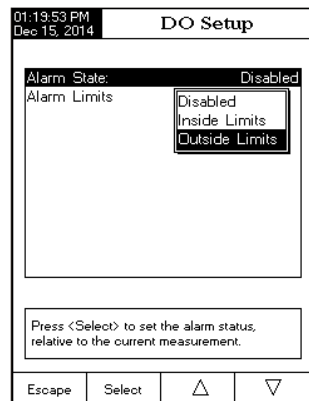 01:19:53 PM
Dec 15, 2014
DO Setup
Alarm State: Disabled
Alarm Limits
Disabled
Inside Limits
Outside Limits
Press <Select> to set the alarm status,
relative to the current measurement.
Escape Select △ ▽